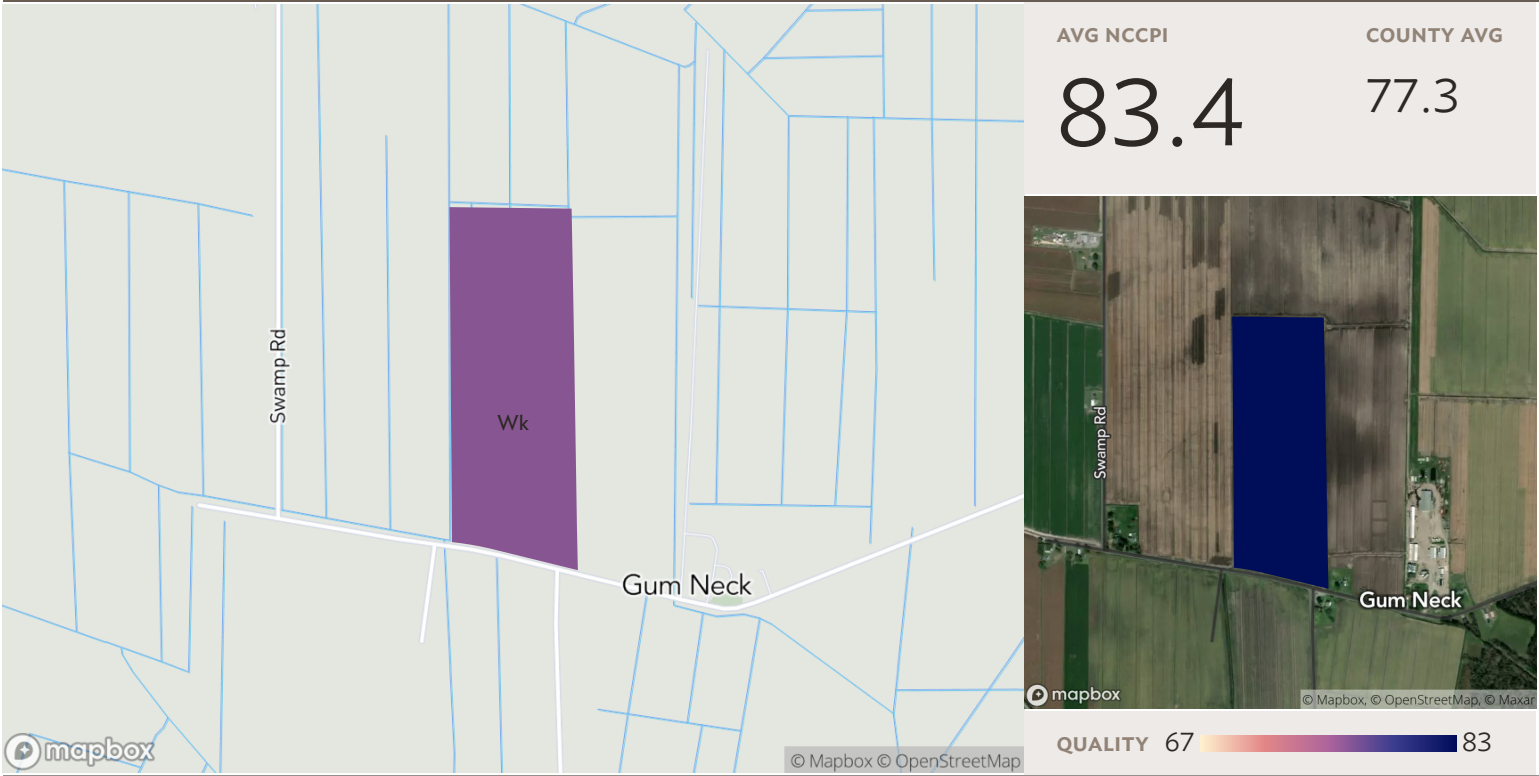 AVG NCCPI
COUNTY AVG
83.4
77.3
Swamp Rd
Wk
Gum Neck
mapbox
© Mapbox © OpenStreetMap
Swamp Rd
Gum Neck
mapbox
© Mapbox, © OpenStreetMap, © Maxar
QUALITY 67 83